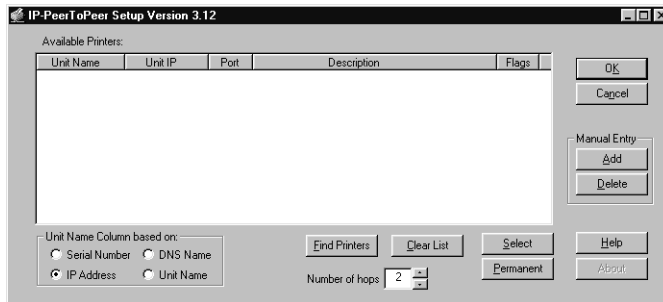 IP-PeerToPeer Setup Version 3.12
Available Printers:
Unit Name Unit IP Port Description Flags
OK
Cancel
Manual Entry
Add
Delete
Unit Name Column based on:
Serial Number DNS Name
IP Address Unit Name
Find Printers Clear List Select Help
Number of hops 2 Permanent About